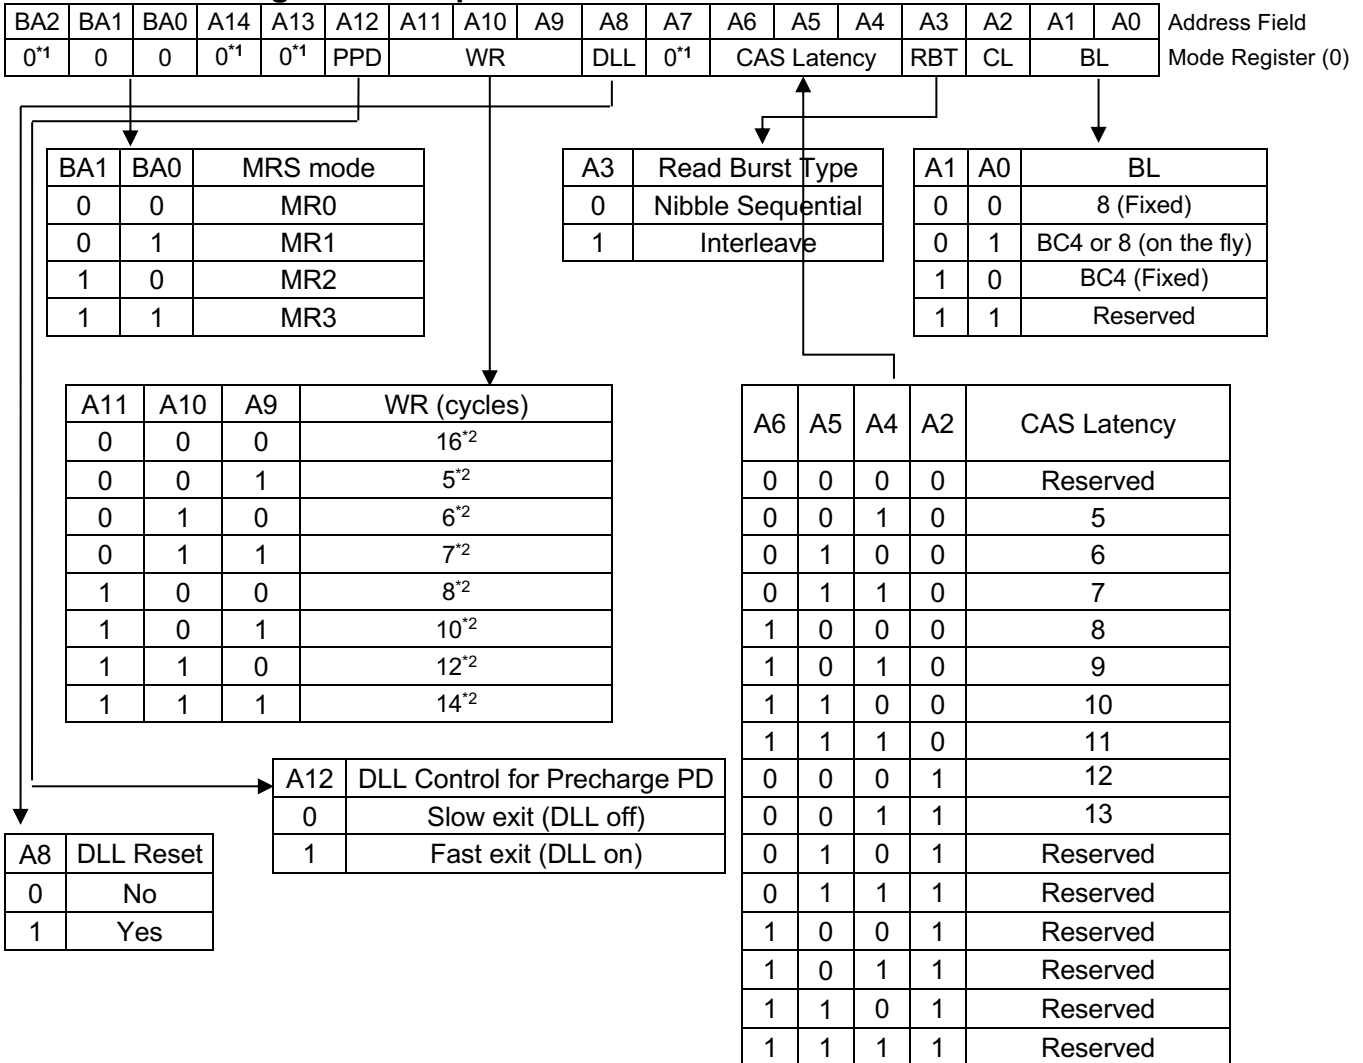 BA2 BA1 BA0 A14 A13 A12 A11 A10 A9 A8 A7 A6 A5 A4 A3 A2 A1 A0 Address Field
0*1 0 0 0*1 0*1 PPD WR DLL 0*1 CAS Latency RBT CL BL Mode Register (0)
BA1 BA0 MRS mode
0 0 MR0
0 1 MR1
1 0 MR2
1 1 MR3
A3 Read Burst Type
0 Nibble Sequential
1 Interleave
A1 A0 BL
0 0 8 (Fixed)
0 1 BC4 or 8 (on the fly)
1 0 BC4 (Fixed)
1 1 Reserved
A11 A10 A9 WR (cycles)
0 0 0 16*2
0 0 1 5*2
0 1 0 6*2
0 1 1 7*2
1 0 0 8*2
1 0 1 10*2
1 1 0 12*2
1 1 1 14*2
A6 A5 A4 A2 CAS Latency
0 0 0 0 Reserved
0 0 1 0 5
0 1 0 0 6
0 1 1 0 7
1 0 0 0 8
1 0 1 0 9
1 1 0 0 10
1 1 1 0 11
0 0 0 1 12
0 0 1 1 13
0 1 0 1 Reserved
0 1 1 1 Reserved
1 0 0 1 Reserved
1 0 1 1 Reserved
1 1 0 1 Reserved
1 1 1 1 Reserved
A12 DLL Control for Precharge PD
0 Slow exit (DLL off)
1 Fast exit (DLL on)
A8 DLL Reset
0 No
1 Yes